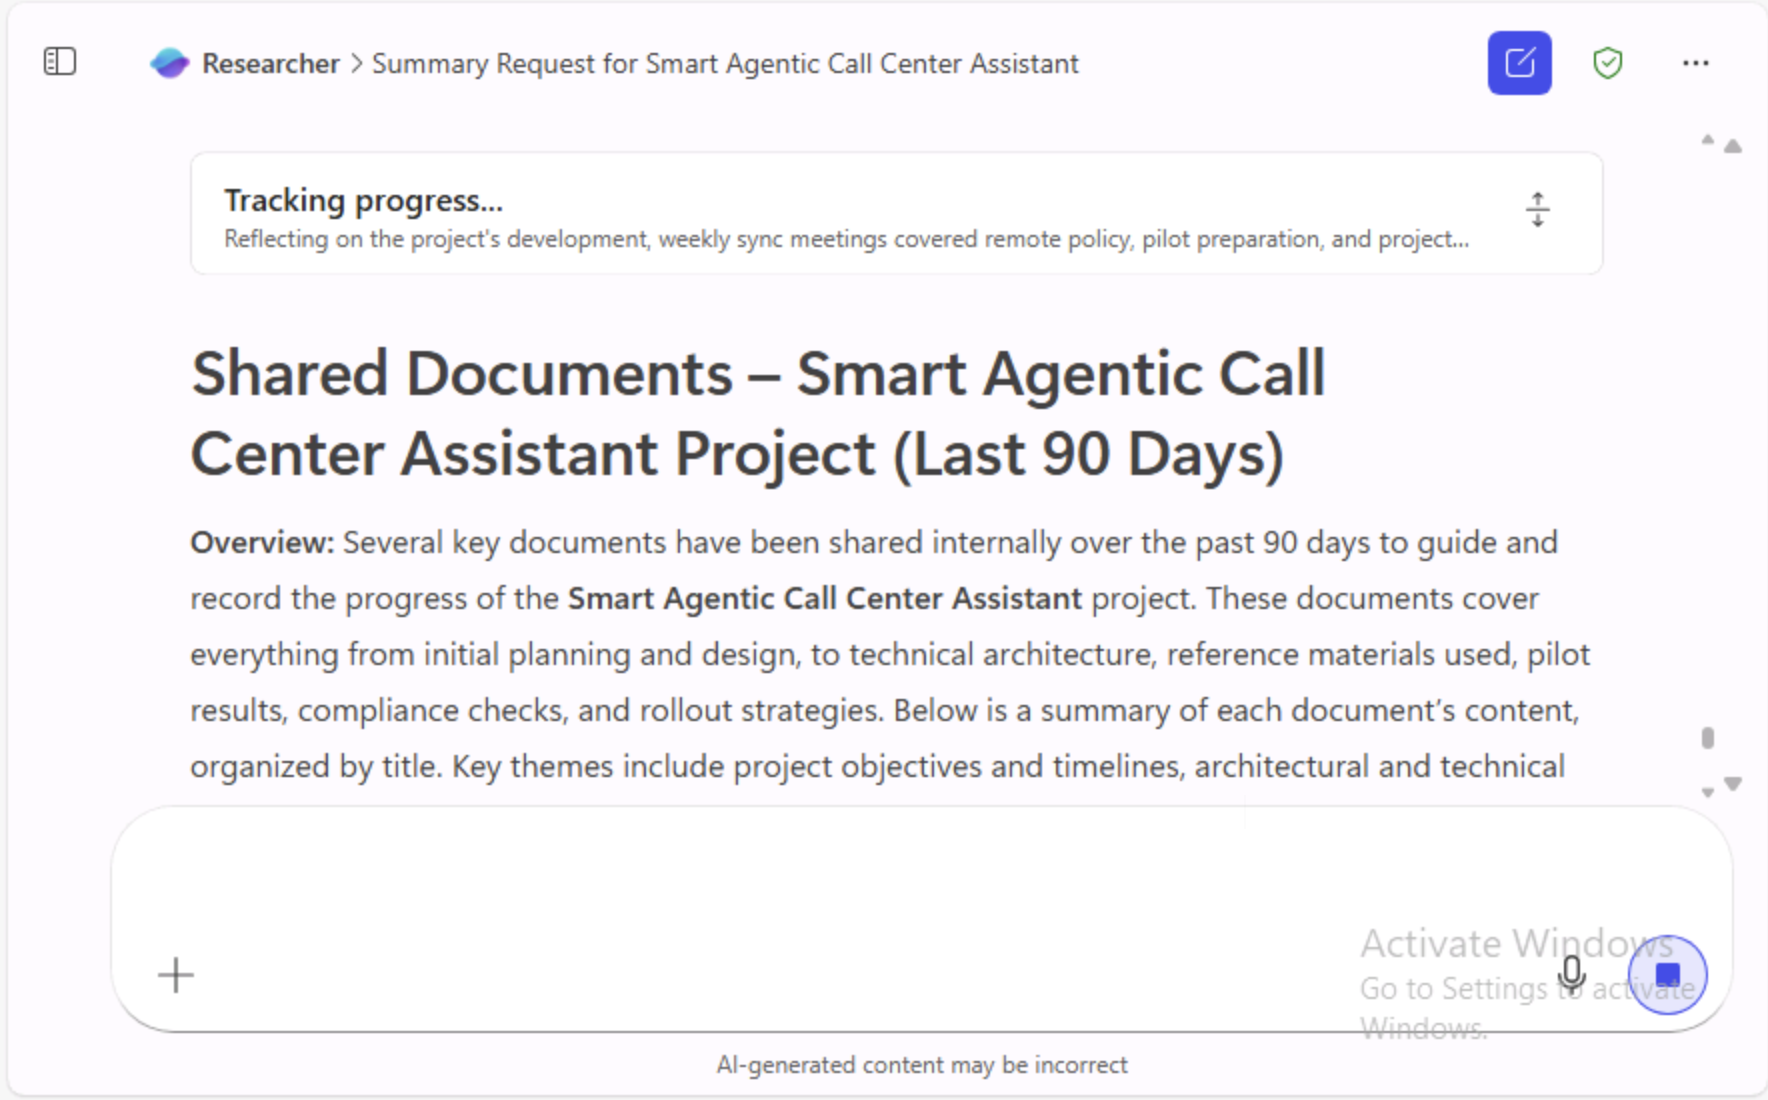 Researcher > Summary Request for Smart Agentic Call Center Assistant
Tracking progress...
Reflecting on the project's development, weekly sync meetings covered remote policy, pilot preparation, and project...
Shared Documents – Smart Agentic Call
Center Assistant Project (Last 90 Days)
Overview: Several key documents have been shared internally over the past 90 days to guide and
record the progress of the Smart Agentic Call Center Assistant project. These documents cover
everything from initial planning and design, to technical architecture, reference materials used, pilot
results, compliance checks, and rollout strategies. Below is a summary of each document’s content,
organized by title. Key themes include project objectives and timelines, architectural and technical
Activate Windows
Go to Settings to activate
Windows.
AI-generated content may be incorrect